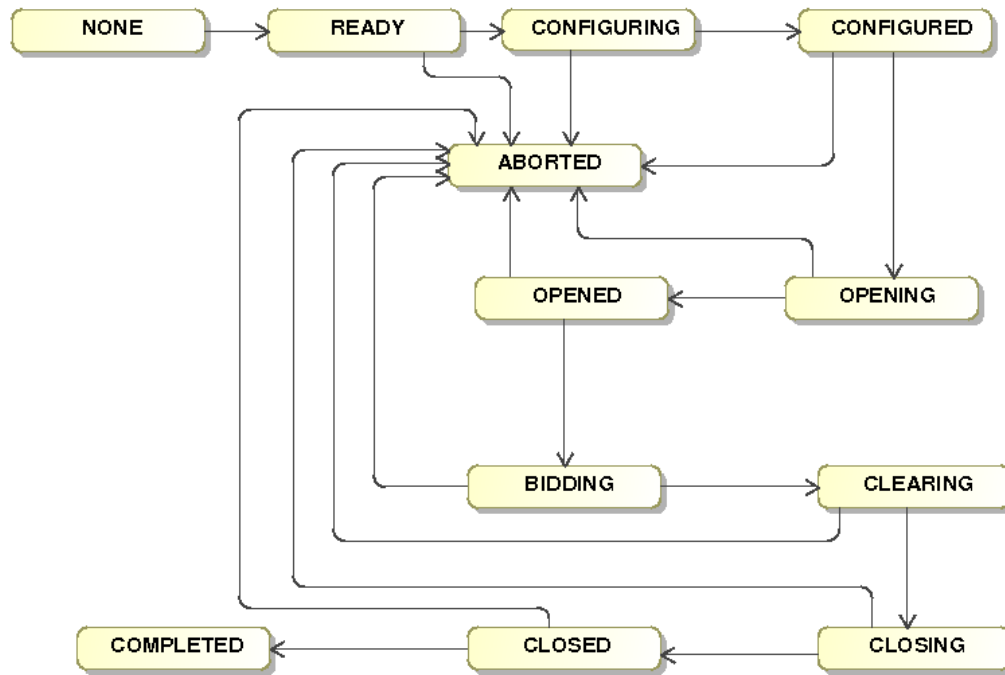 NONE
READY
CONFIGURING
CONFIGURED
ABORTED
OPENED
OPENING
BIDDING
CLEARING
COMPLETED
CLOSED
CLOSING